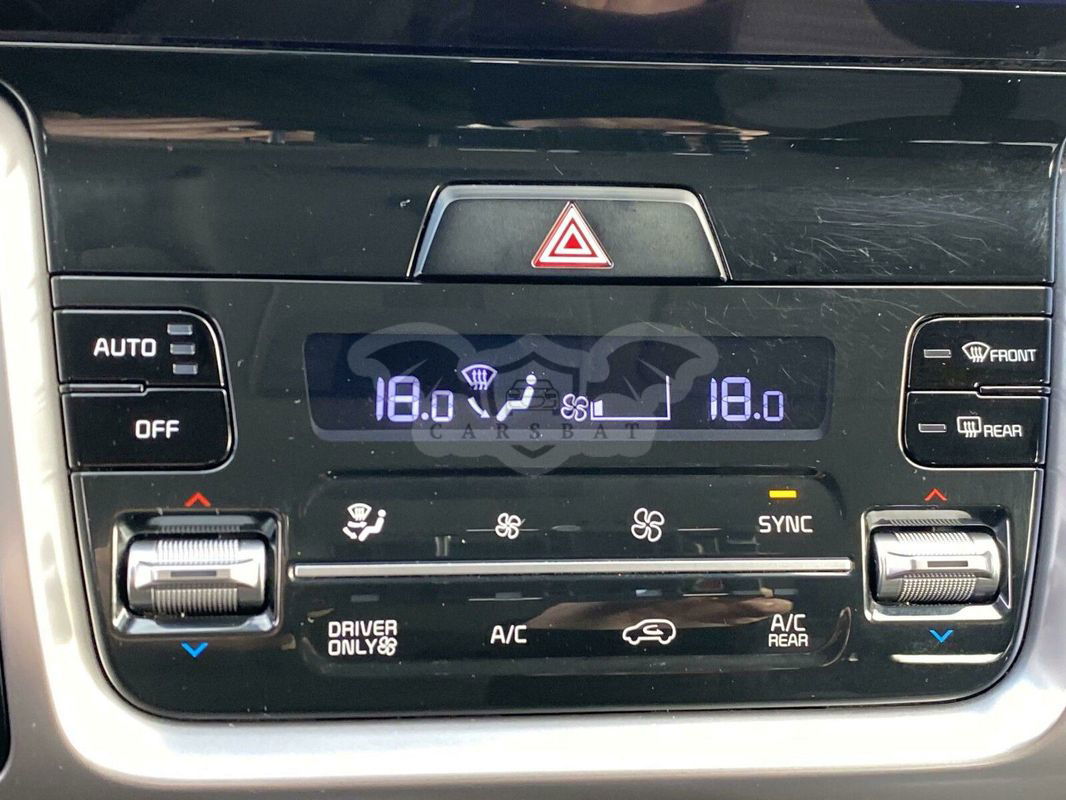 AUTO
FRONT
18.0 18.0
CARSBAT
OFF
REAR
SYNC
DRIVER
ONLY
A/C
A/C
REAR